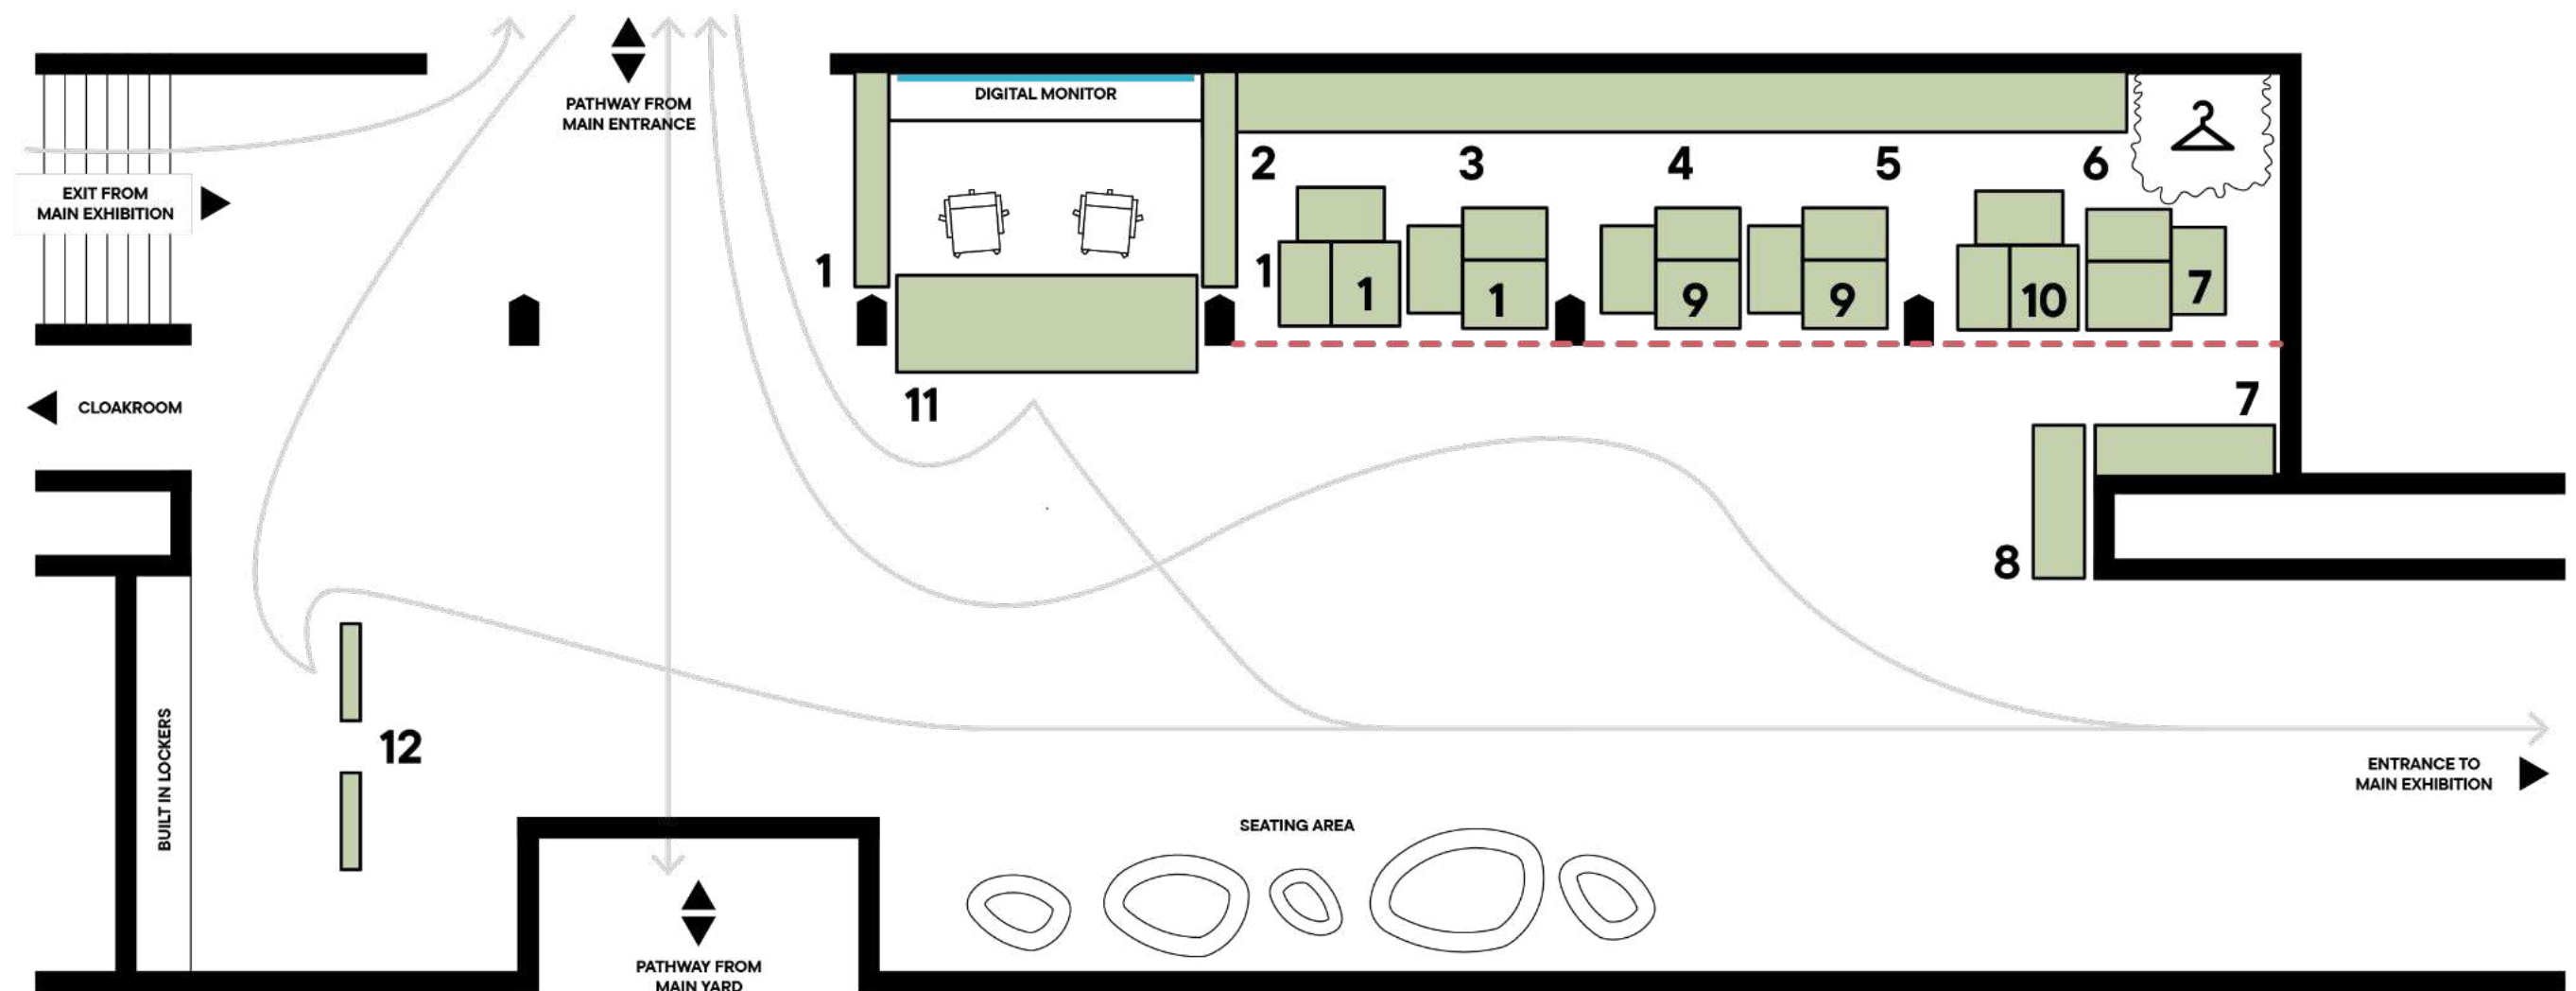 PATHWAY FROM
MAIN ENTRANCE
DIGITAL MONITOR
EXIT FROM
MAIN EXHIBITION
2
3
4
5
6
1
1
1
1
9
9
10
7
CLOAKROOM
11
7
8
12
BUILT IN LOCKERS
ENTRANCE TO
MAIN EXHIBITION
SEATING AREA
PATHWAY FROM
MAIN YARD